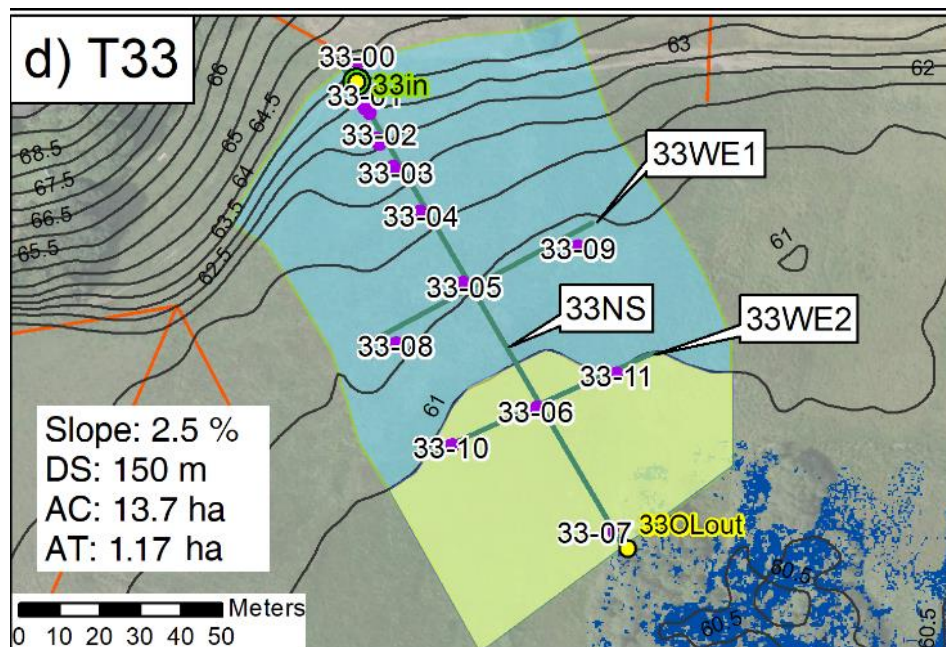 d) T33
33-00
33in
33-01
33-02
33-03
33-04
33-05
33-06
33-07
33-08
33-09
33-10
33-11
33WE1
33NS
33WE2
33OLout
68.5
67.5
66.5
65.5
66
65
64.5
64
63.5
62.5
63
62
61
61
60.5
60.5
60.5
Slope: 2.5 %
DS: 150 m
AC: 13.7 ha
AT: 1.17 ha
Meters
0 10 20 30 40 50